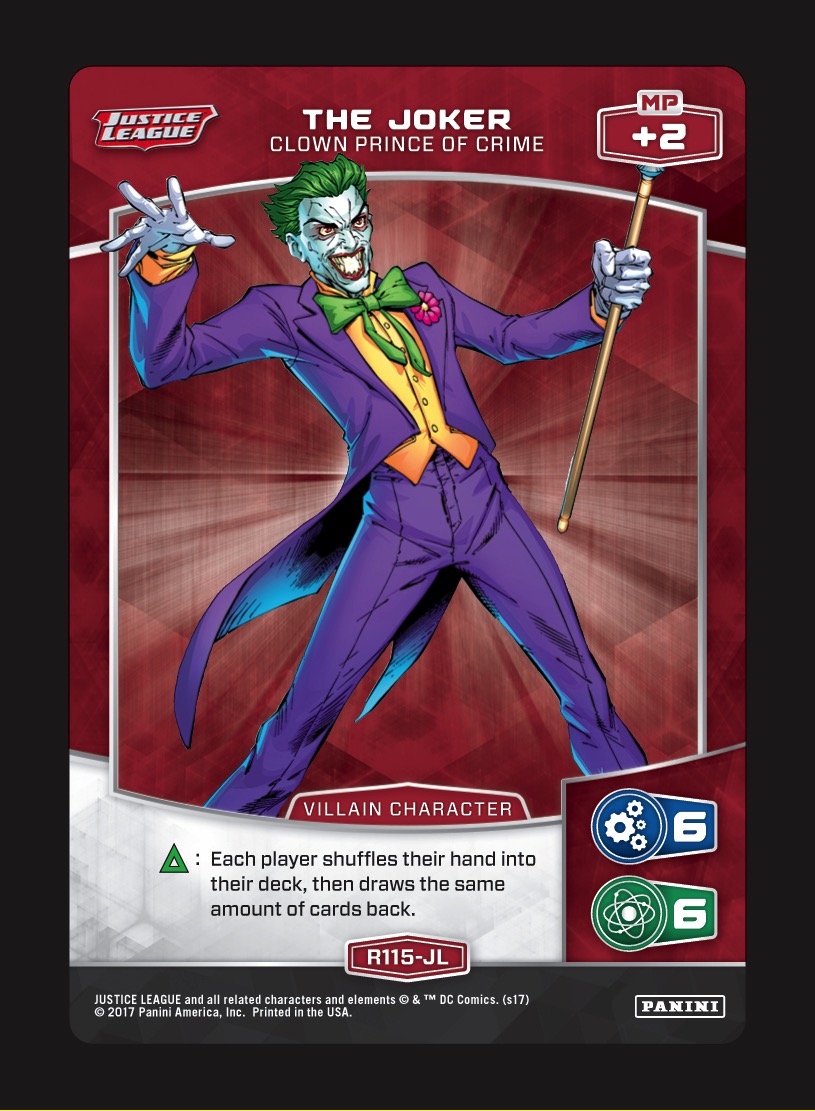 JUSTICE
LEAGUE
THE JOKER
CLOWN PRINCE OF CRIME
MP
+2
VILLAIN CHARACTER
: Each player shuffles their hand into
their deck, then draws the same
amount of cards back.
6
6
R115-JL
JUSTICE LEAGUE and all related characters and elements © & ™ DC Comics. (s17)
© 2017 Panini America, Inc. Printed in the USA.
PANINI